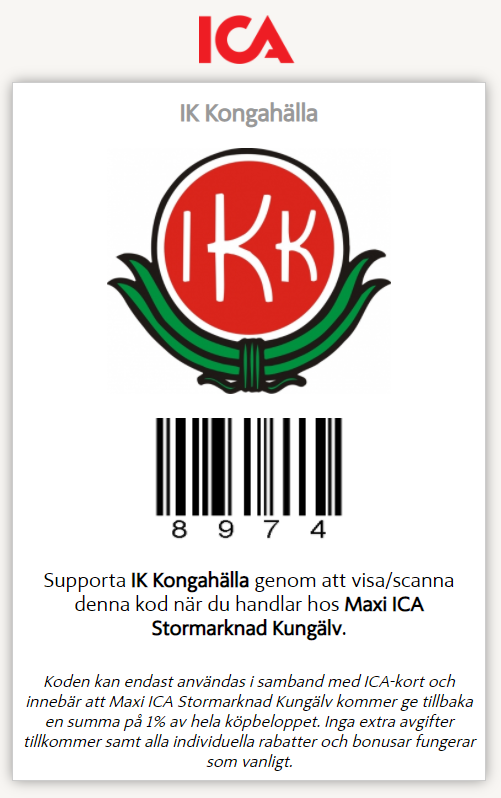 ICA
IK Kongahälla
IKK
8974
Supporta IK Kongahälla genom att visa/scanna
denna kod när du handlar hos Maxi ICA
Stormarknad Kungälv.
Koden kan endast användas i samband med ICA-kort och
innebär att Maxi ICA Stormarknad Kungälv kommer ge tillbaka
en summa på 1% av hela köpbeloppet. Inga extra avgifter
tillkommer samt alla individuella rabatter och bonusar fungerar
som vanligt.